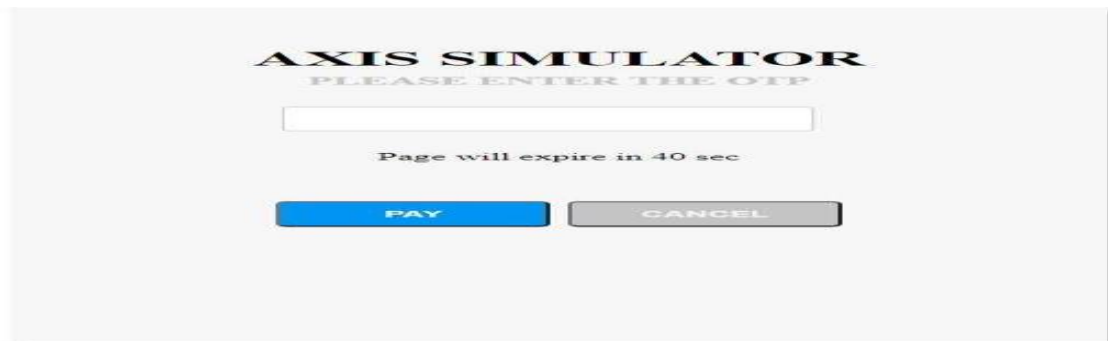 AXIS SIMULATOR
PLEASE ENTER THE OTP
Page will expire in 40 sec
PAY CANCEL